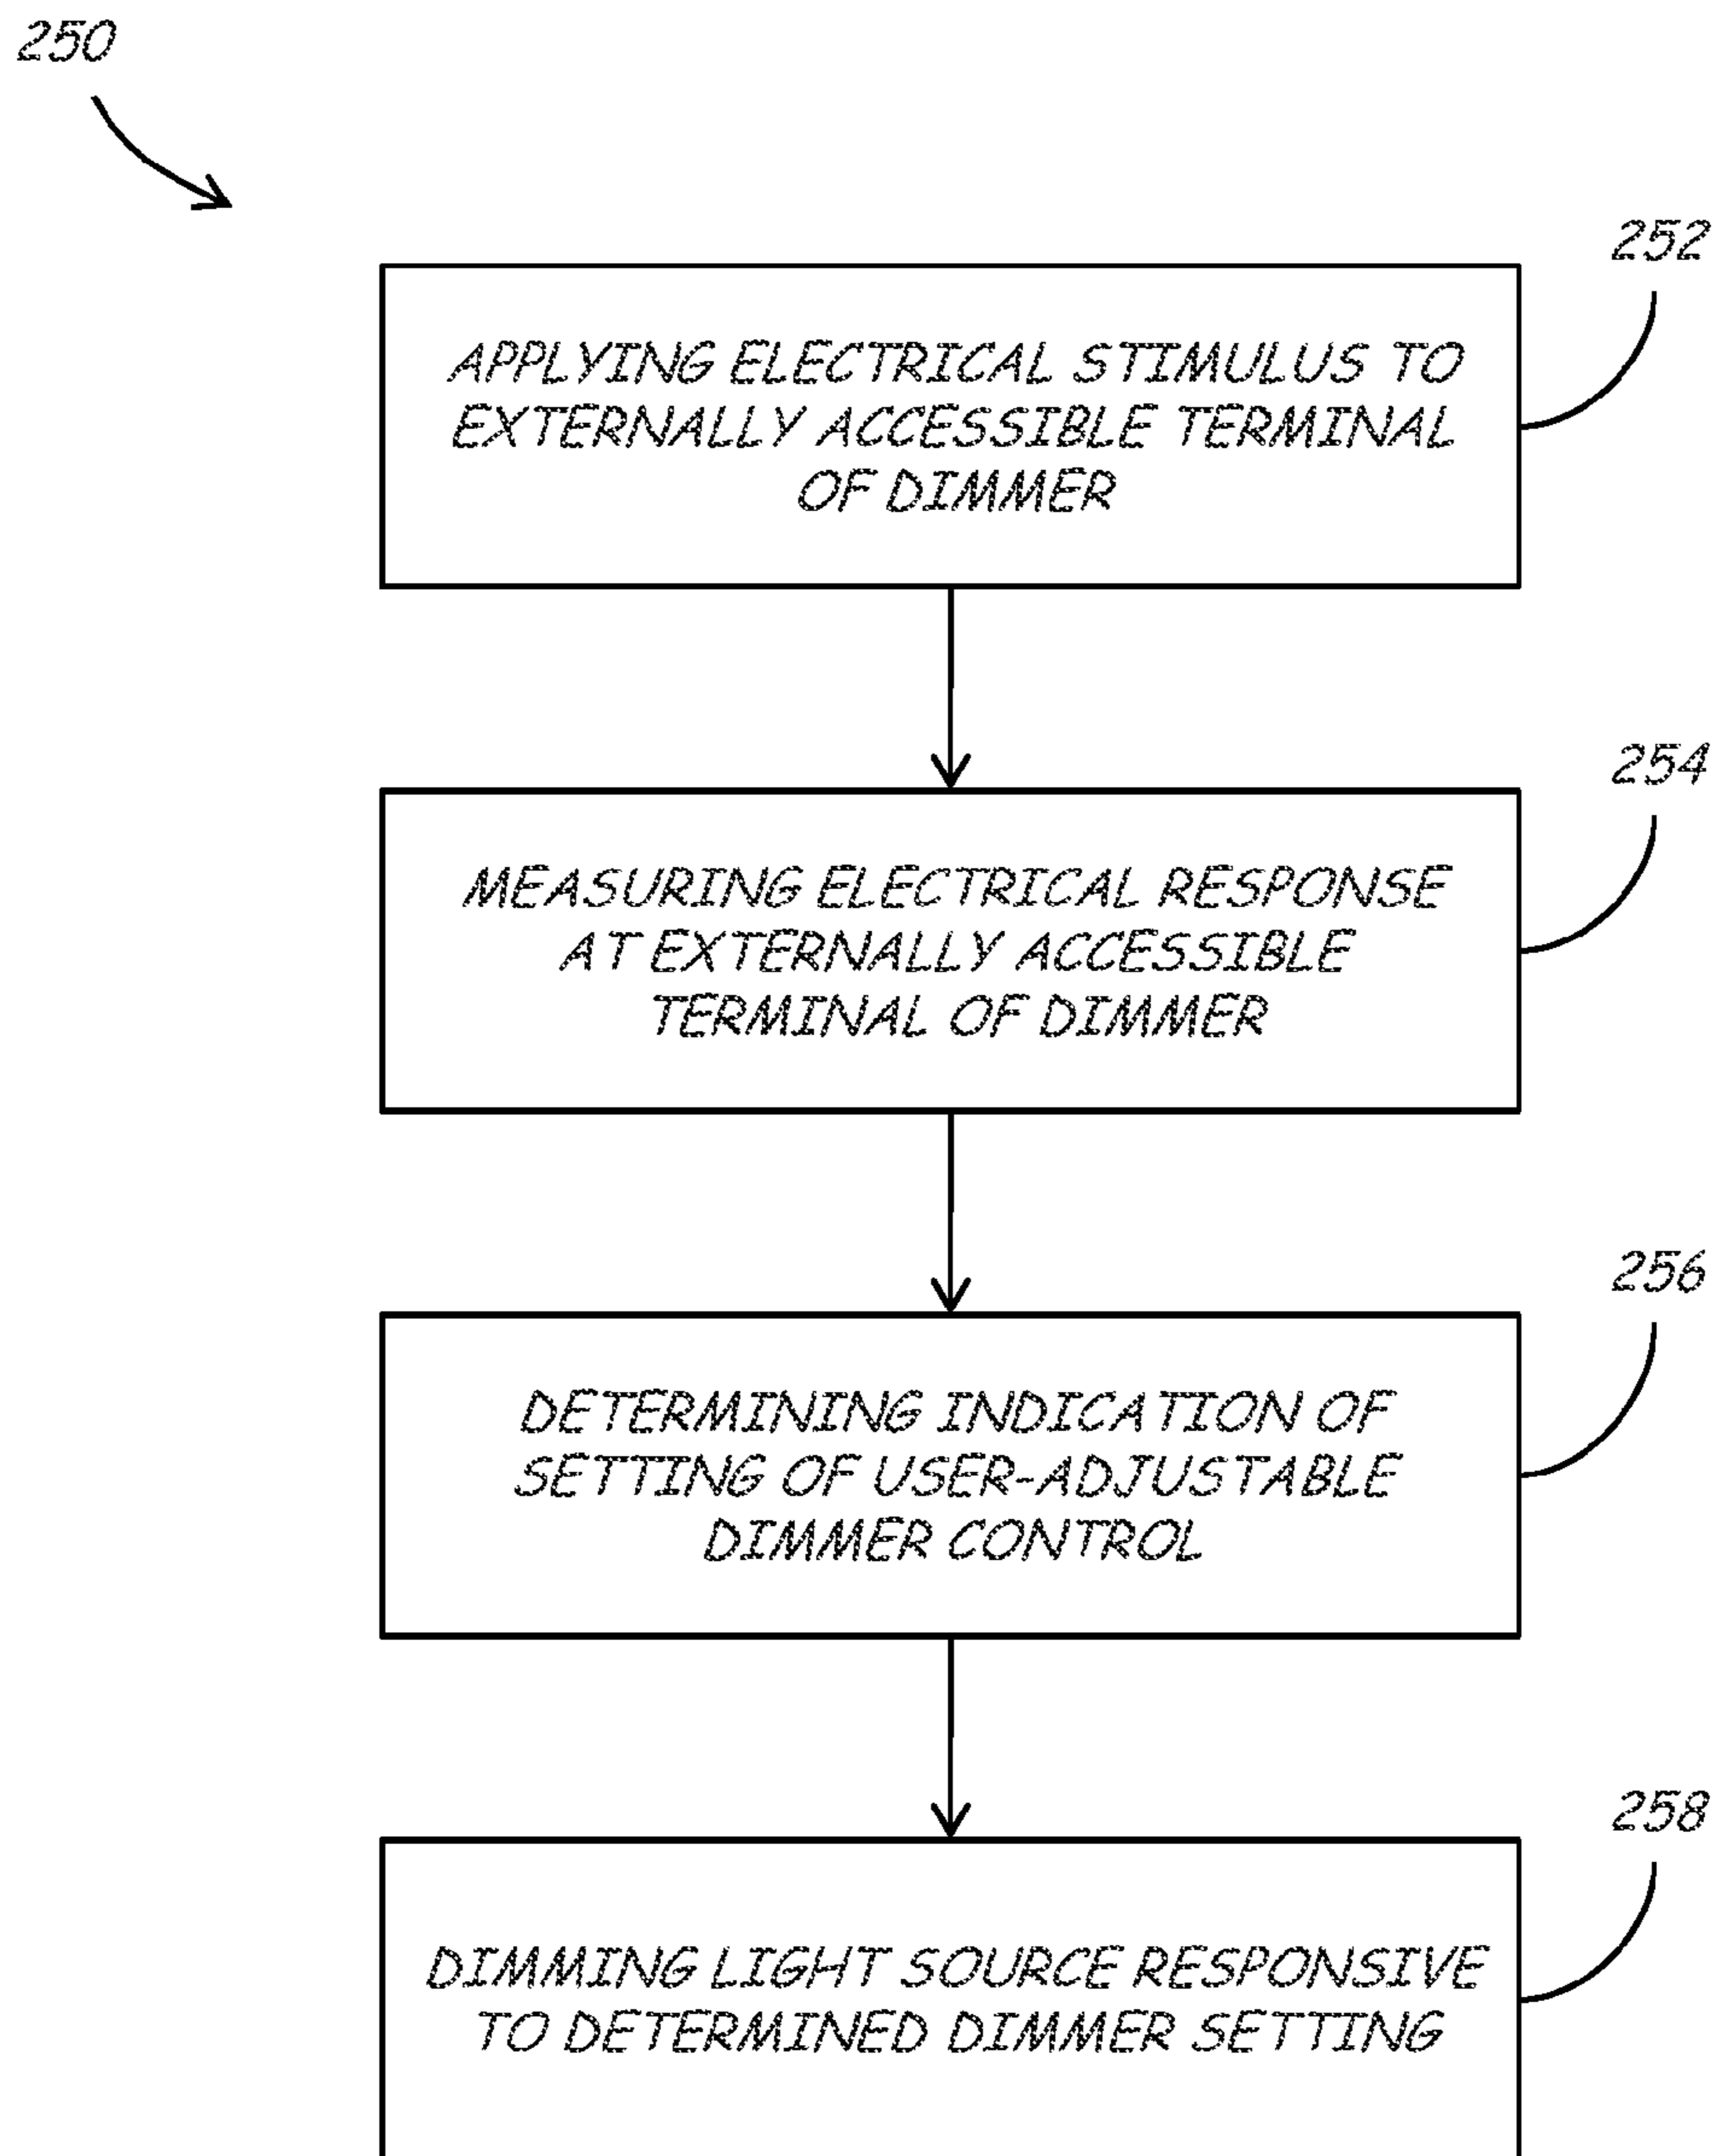 250
252
APPLYING ELECTRICAL STIMULUS TO
EXTERNALLY ACCESSIBLE TERMINAL
OF DIMMER
254
MEASURING ELECTRICAL RESPONSE
AT EXTERNALLY ACCESSIBLE
TERMINAL OF DIMMER
256
DETERMINING INDICATION OF
SETTING OF USER-ADJUSTABLE
DIMMER CONTROL
258
DIMMING LIGHT SOURCE RESPONSIVE
TO DETERMINED DIMMER SETTING